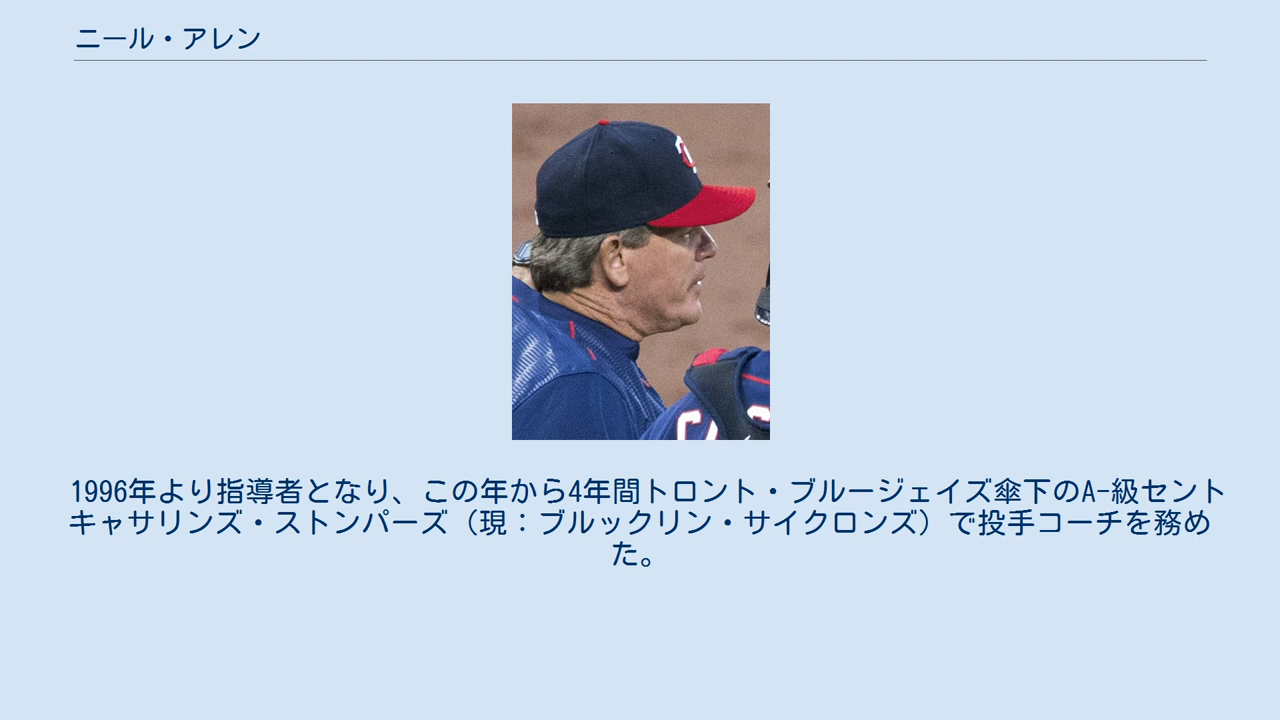 ニール・アレン
1996年より指導者となり、この年から4年間トロント・ブルージェイズ傘下のA-級セント
キャサリンズ・ストンパーズ（現：ブルックリン・サイクロンズ）で投手コーチを務め
た。